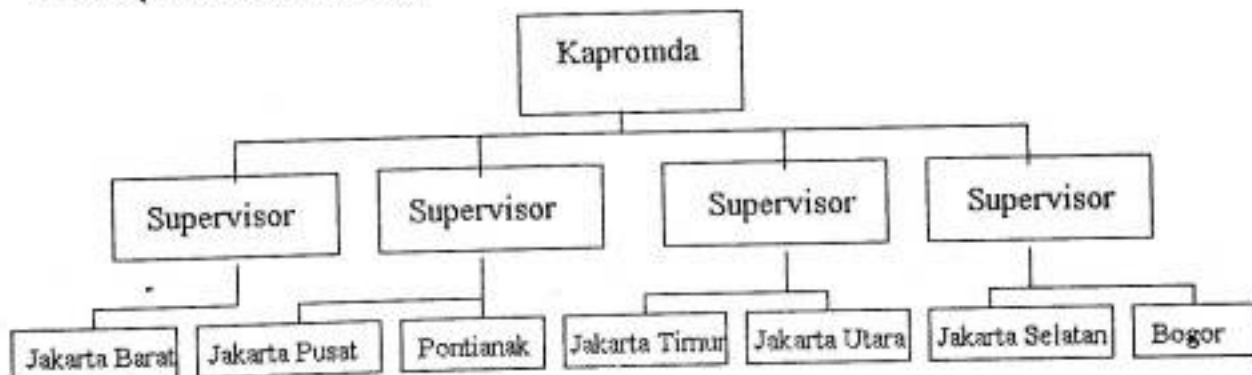 Kapromda
Supervisor
Supervisor
Supervisor
Supervisor
Jakarta Barat
Jakarta Pusat
Pontianak
Jakarta Timur
Jakarta Utara
Jakarta Selatan
Bogor